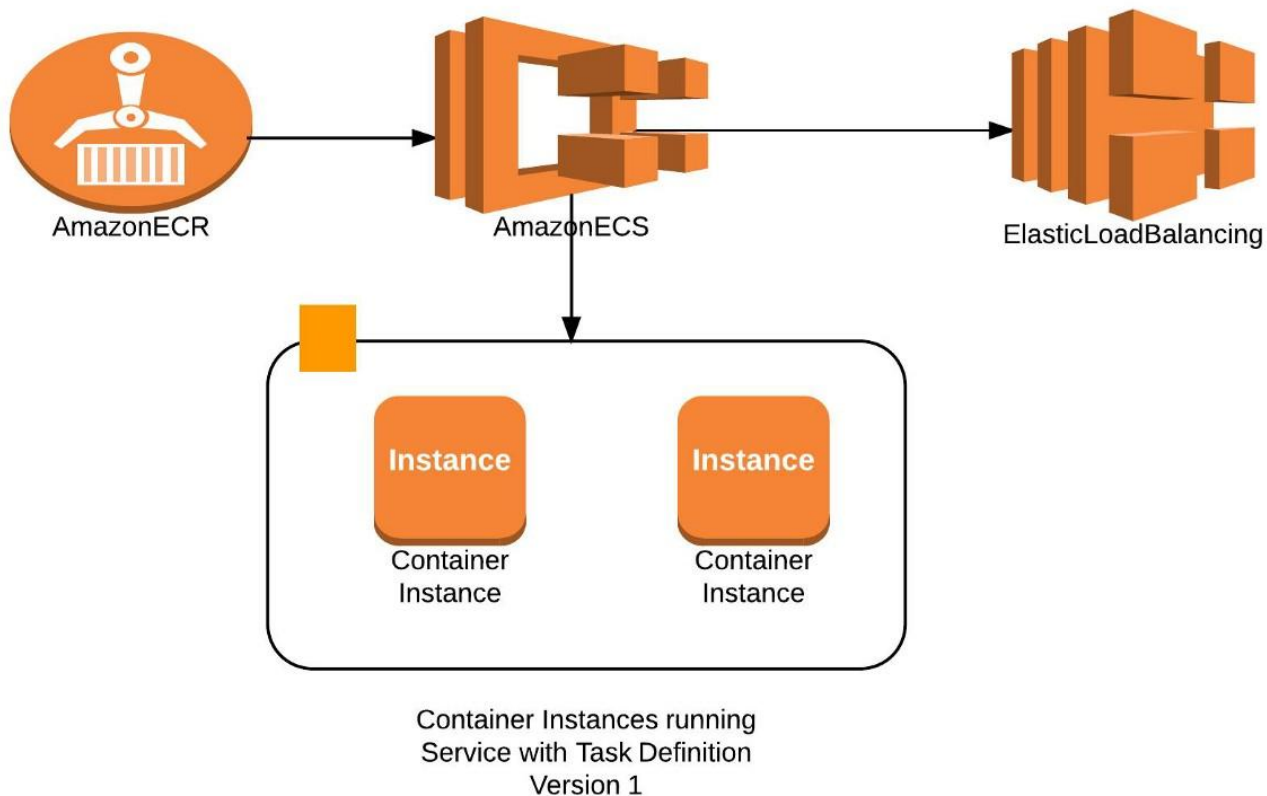 AmazonECR
AmazonECS
ElasticLoadBalancing
Instance
Instance
Container
Instance
Container
Instance
Container Instances running
Service with Task Definition
Version 1